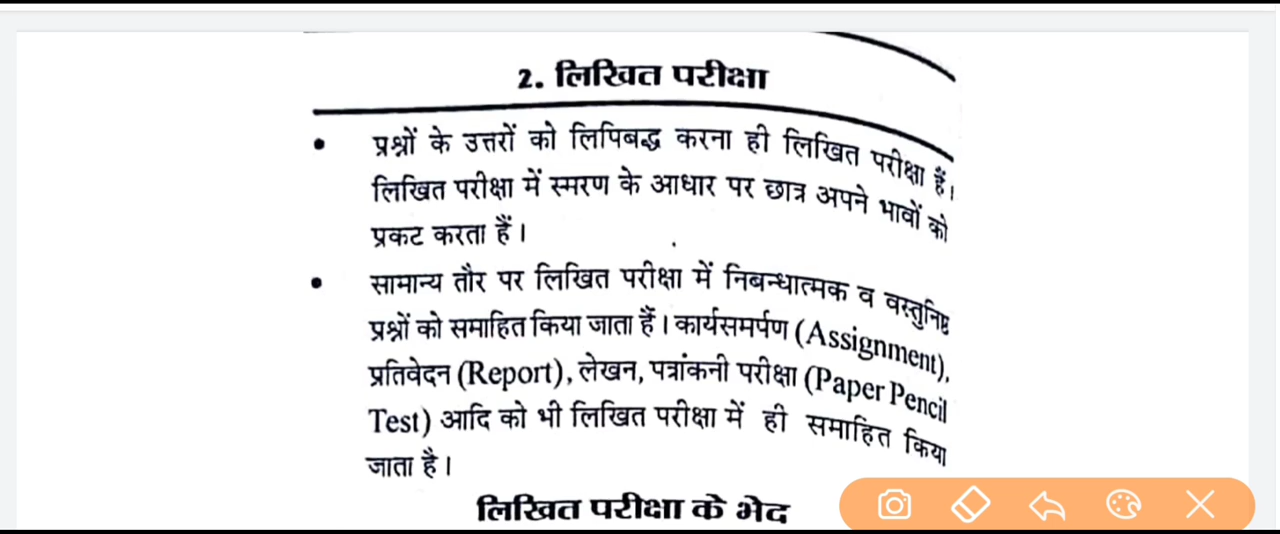 2. लिखित परीक्षा
• प्रश्नों के उत्तरों को लिपिबद्ध करना ही लिखित परीक्षा हैं।
लिखित परीक्षा में स्मरण के आधार पर छात्र अपने भावों को
प्रकट करता हैं।
• सामान्य तौर पर लिखित परीक्षा में निबन्धात्मक व वस्तुनिष्ठ
प्रश्नों को समाहित किया जाता हैं। कार्यसमर्पण (Assignment),
प्रतिवेदन (Report), लेखन, पत्रांकनी परीक्षा (Paper Pencil
Test) आदि को भी लिखित परीक्षा में ही समाहित किया
जाता है।
लिखित परीक्षा के भेद